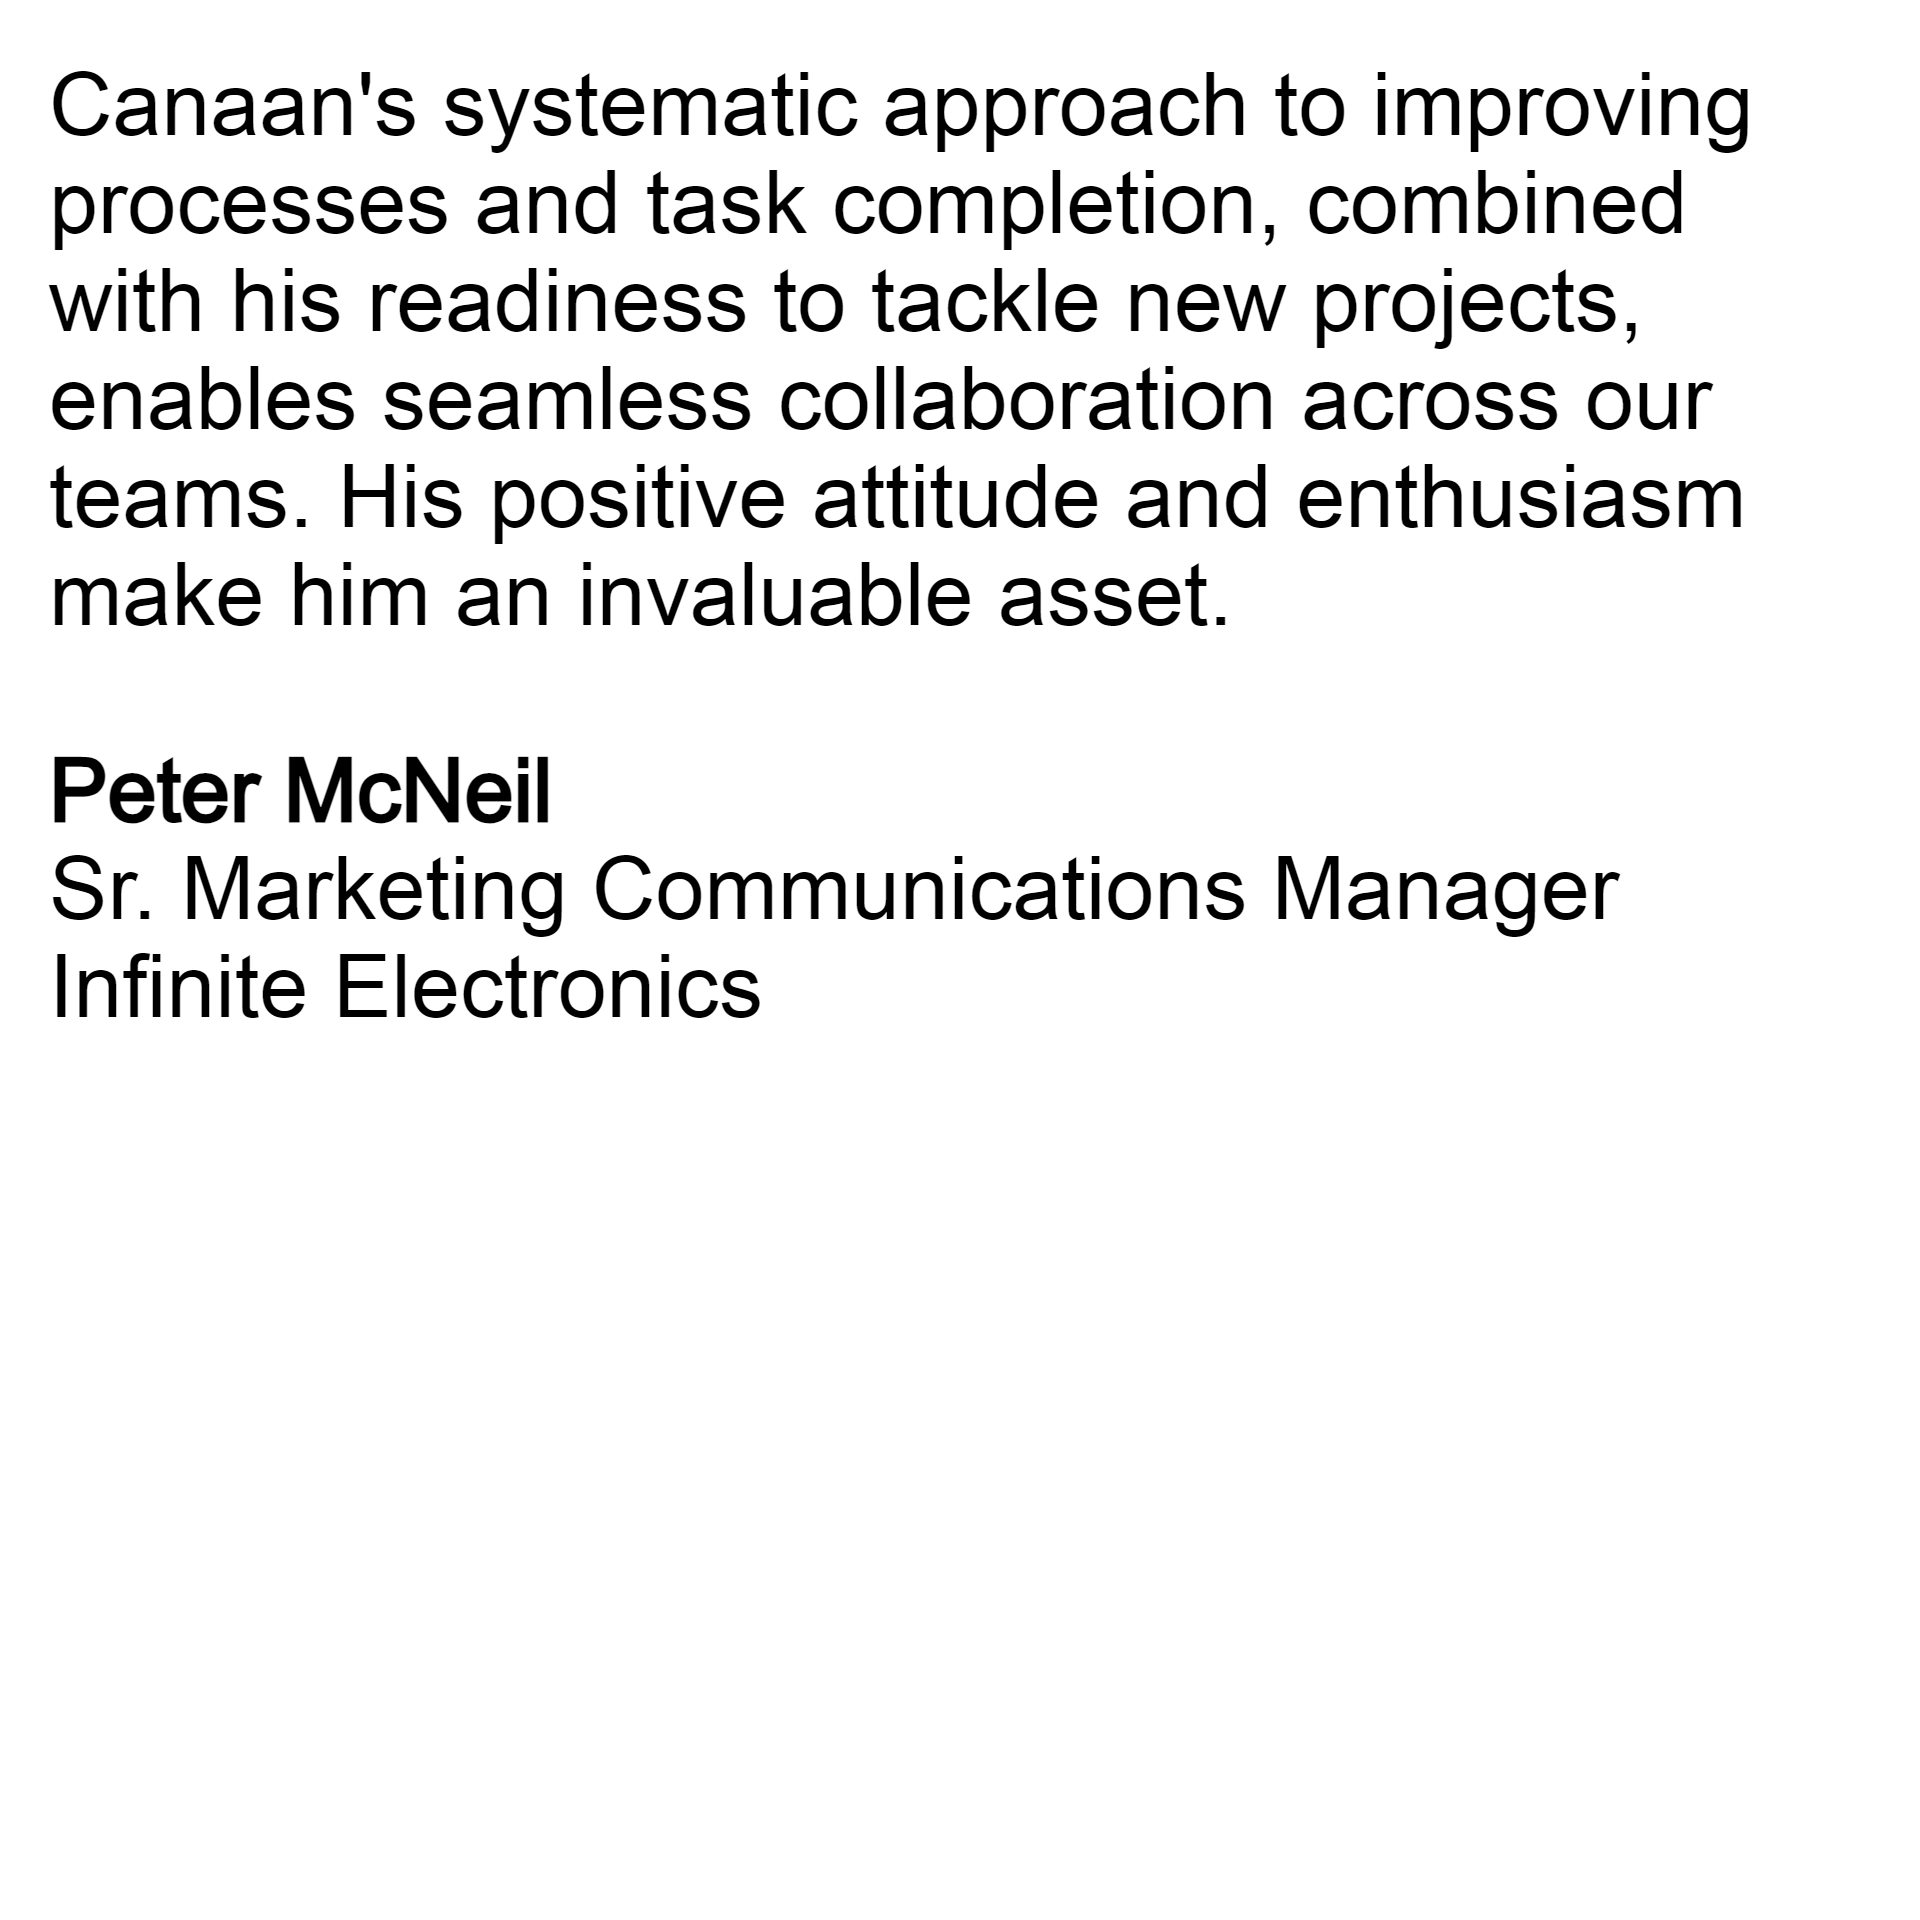 Canaan's systematic approach to improving
processes and task completion, combined
with his readiness to tackle new projects,
enables seamless collaboration across our
teams. His positive attitude and enthusiasm
make him an invaluable asset.
Peter McNeil
Sr. Marketing Communications Manager
Infinite Electronics